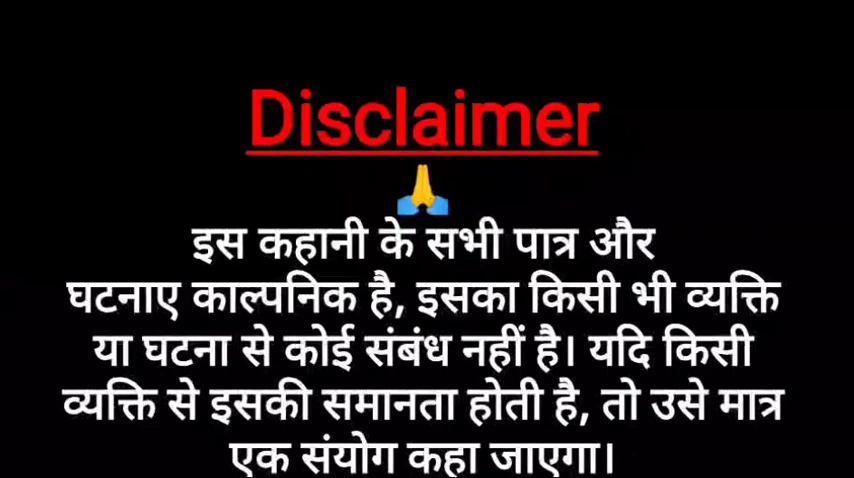 Disclaimer
🙏
इस कहानी के सभी पात्र और
घटनाए काल्पनिक है, इसका किसी भी व्यक्ति
या घटना से कोई संबंध नहीं है। यदि किसी
व्यक्ति से इसकी समानता होती है, तो उसे मात्र
एक संयोग कहा जाएगा।